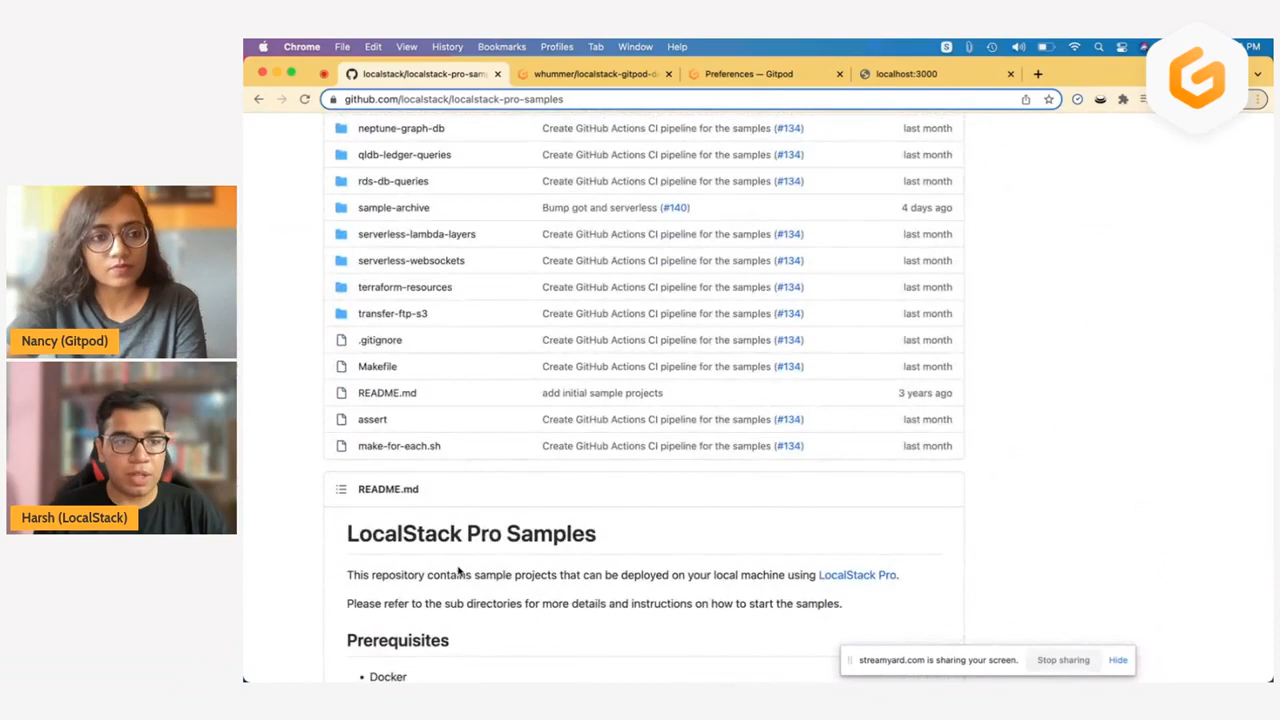 Chrome File Edit View History Bookmarks Profiles Tab Window Help
PM
localstack/localstack-pro-sam
whummer/localstack-gitpod-d
Preferences — Gitpod
localhost:3000
github.com/localstack/localstack-pro-samples
neptune-graph-db Create GitHub Actions CI pipeline for the samples (#134) last month
qldb-ledger-queries Create GitHub Actions CI pipeline for the samples (#134) last month
rds-db-queries Create GitHub Actions CI pipeline for the samples (#134) last month
sample-archive Bump got and serverless (#140) 4 days ago
serverless-lambda-layers Create GitHub Actions CI pipeline for the samples (#134) last month
serverless-websockets Create GitHub Actions CI pipeline for the samples (#134) last month
terraform-resources Create GitHub Actions CI pipeline for the samples (#134) last month
transfer-ftp-s3 Create GitHub Actions CI pipeline for the samples (#134) last month
.gitignore Create GitHub Actions CI pipeline for the samples (#134) last month
Makefile Create GitHub Actions CI pipeline for the samples (#134) last month
README.md add initial sample projects 3 years ago
assert Create GitHub Actions CI pipeline for the samples (#134) last month
make-for-each.sh Create GitHub Actions CI pipeline for the samples (#134) last month
README.md
LocalStack Pro Samples
This repository contains sample projects that can be deployed on your local machine using LocalStack Pro.
Please refer to the sub directories for more details and instructions on how to start the samples.
Prerequisites
• Docker
streamyard.com is sharing your screen. Stop sharing Hide
Nancy (Gitpod)
Harsh (LocalStack)